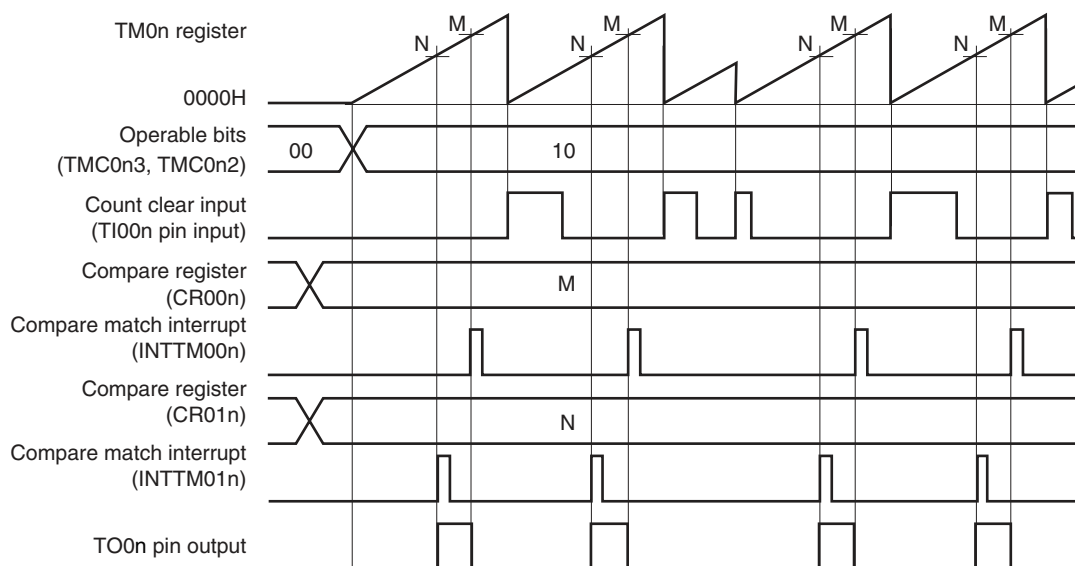 TM0n register
M
N
M
N
M
N
M
N
0000H
Operable bits
(TMC0n3, TMC0n2)
00
10
Count clear input
(TI00n pin input)
Compare register
(CR00n)
M
Compare match interrupt
(INTTM00n)
Compare register
(CR01n)
N
Compare match interrupt
(INTTM01n)
TO0n pin output